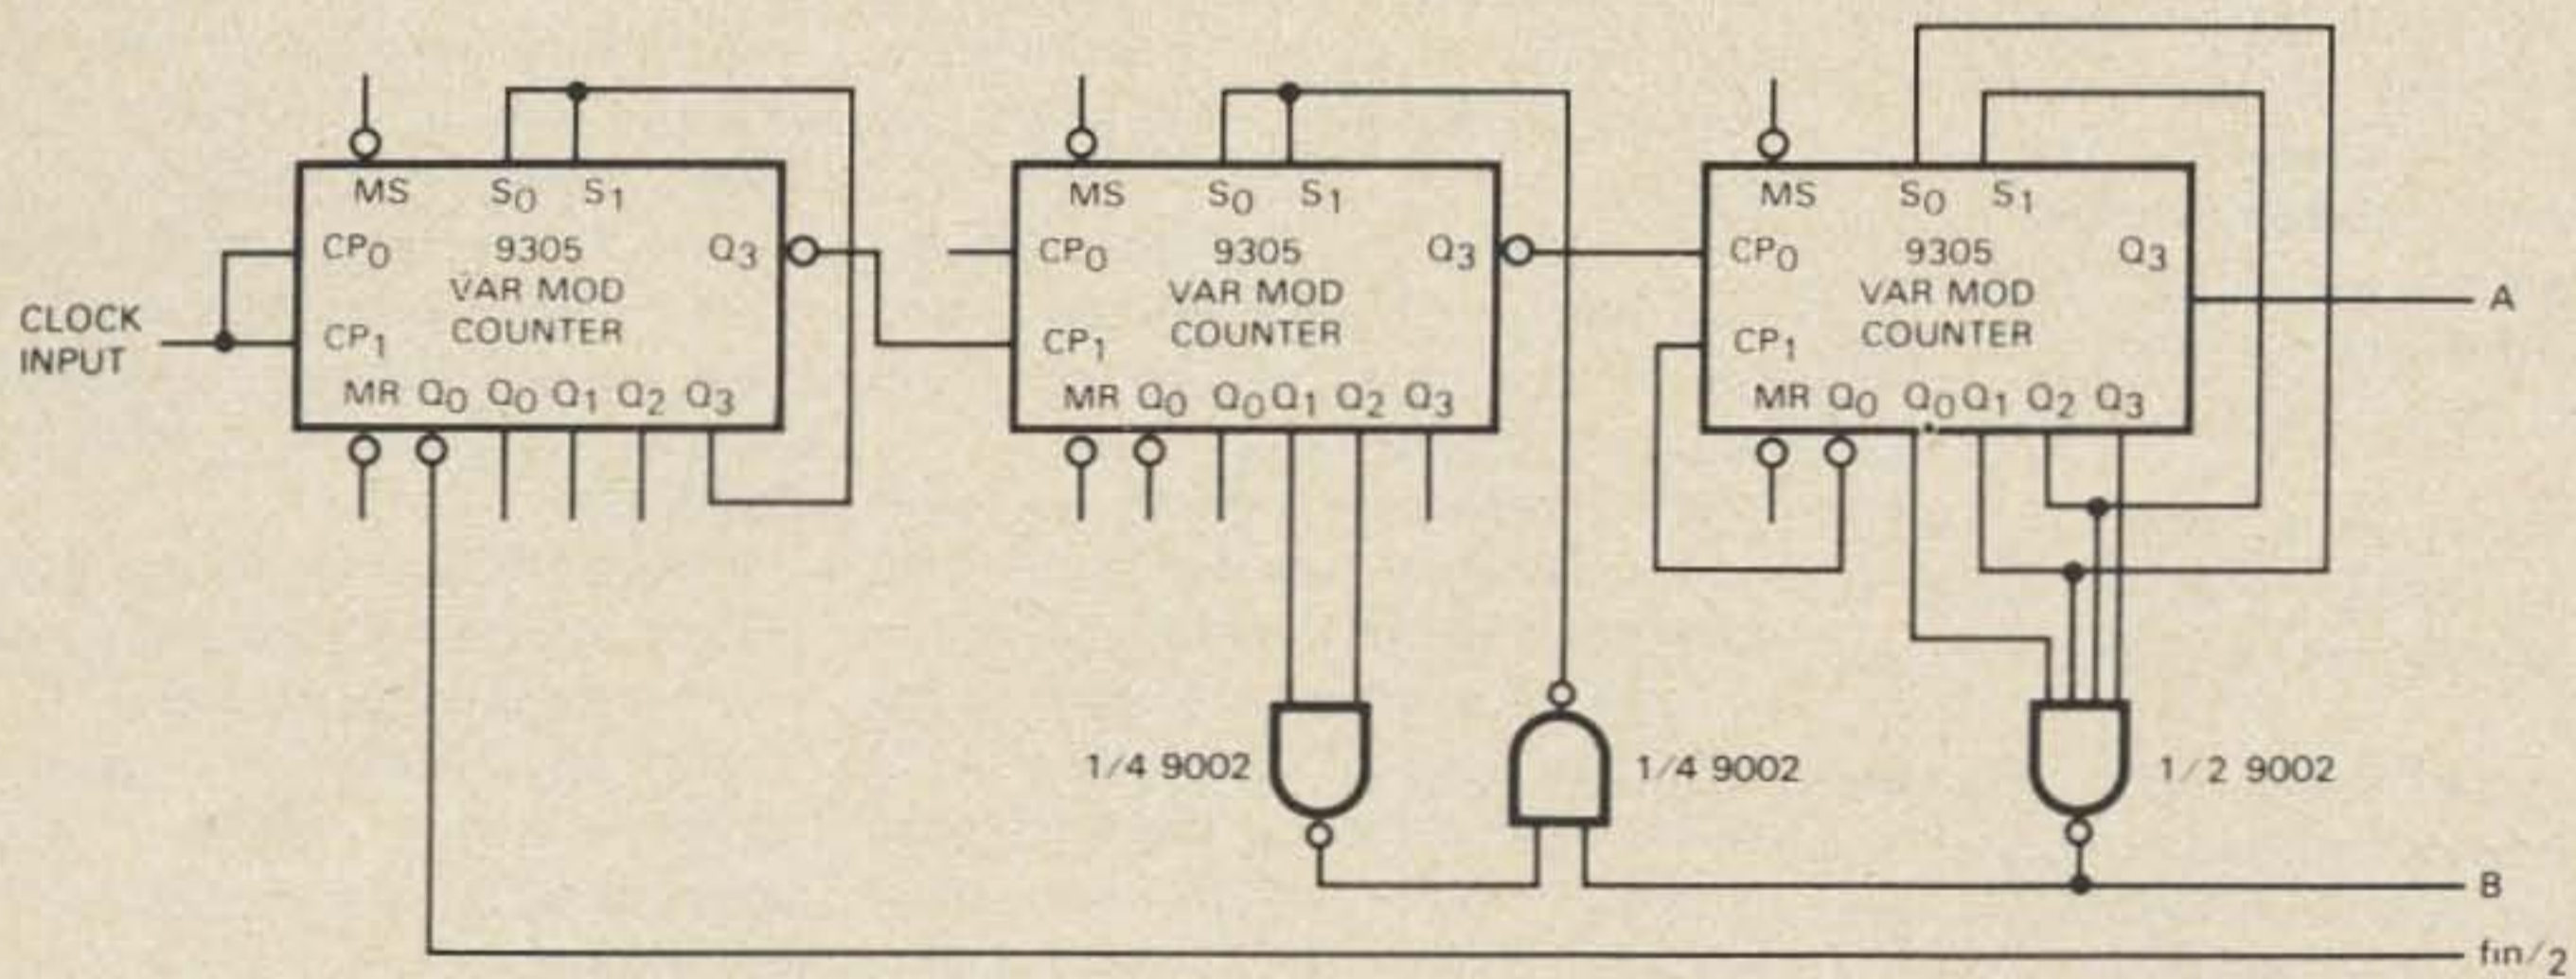 CLOCK
INPUT
MS S0 S1
CP0 9305 Q3
VAR MOD
CP1 COUNTER
MR Q0 Q0 Q1 Q2 Q3
MS S0 S1
CP0 9305 Q3
VAR MOD
CP1 COUNTER
MR Q0 Q0 Q1 Q2 Q3
MS S0 S1
CP0 9305 Q3
VAR MOD
CP1 COUNTER
MR Q0 Q0 Q1 Q2 Q3
A
1/4 9002
1/4 9002
1/2 9002
B
fin/2